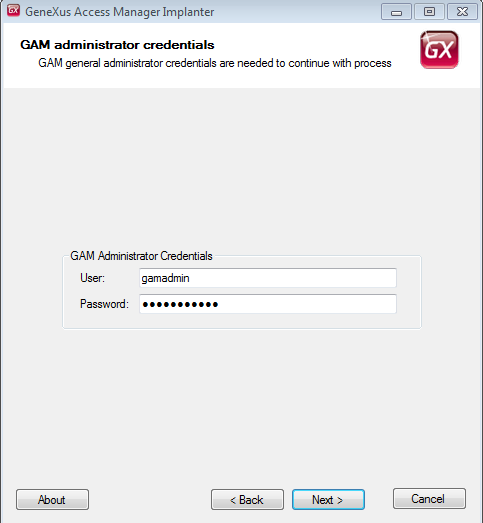 GX GeneXus Access Manager Implanter
GAM administrator credentials
GAM general administrator credentials are needed to continue with process
GX
GAM Administrator Credentials
User: gamadmin
Password: ●●●●●●●●●●●
About < Back Next > Cancel